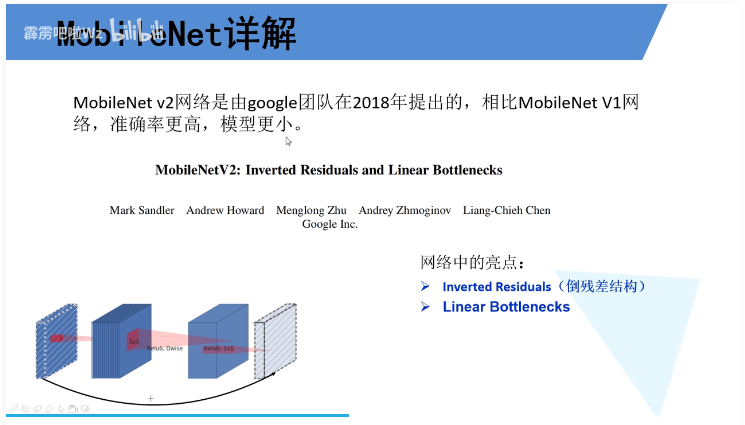 霹雳吧啦Wz bilibili
MobileNet详解
MobileNet v2网络是由google团队在2018年提出的，相比MobileNet V1网
络，准确率更高，模型更小。
MobileNetV2: Inverted Residuals and Linear Bottlenecks
Mark Sandler Andrew Howard Menglong Zhu Andrey Zhmoginov Liang-Chieh Chen
Google Inc.
网络中的亮点：
Inverted Residuals（倒残差结构）
Linear Bottlenecks
3x3
Relu6, Dwise